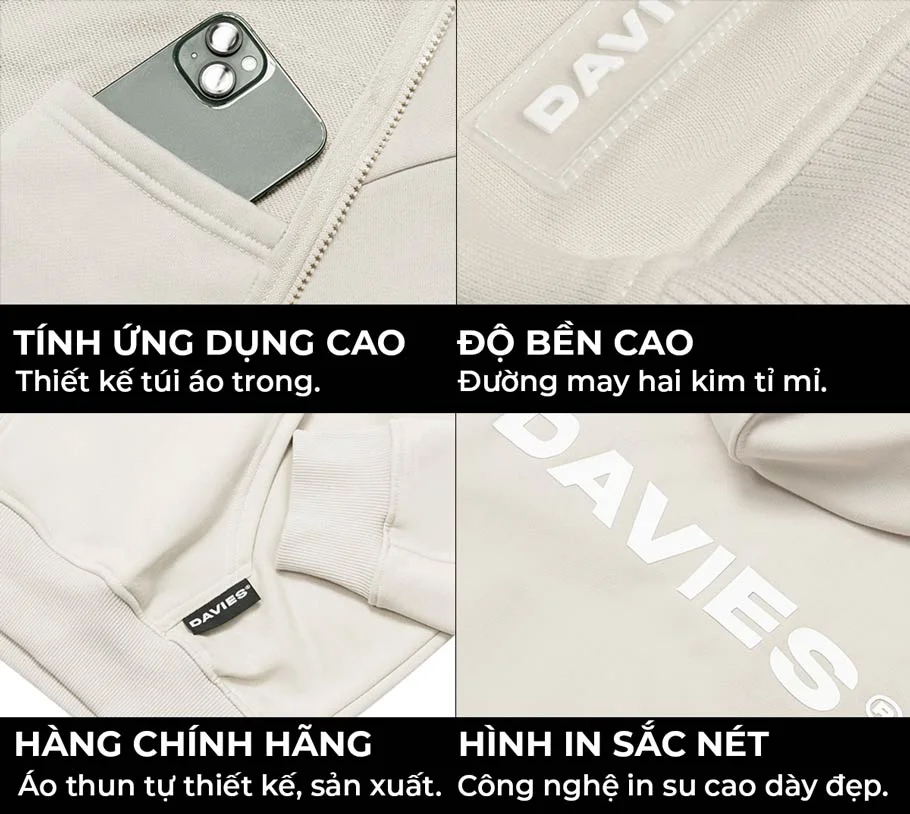 DAVIES
TÍNH ỨNG DỤNG CAO
Thiết kế túi áo trong.
ĐỘ BỀN CAO
Đường may hai kim tỉ mỉ.
DAVIES®
DAVIES®
HÀNG CHÍNH HÃNG
Áo thun tự thiết kế, sản xuất.
HÌNH IN SẮC NÉT
Công nghệ in su cao dày đẹp.